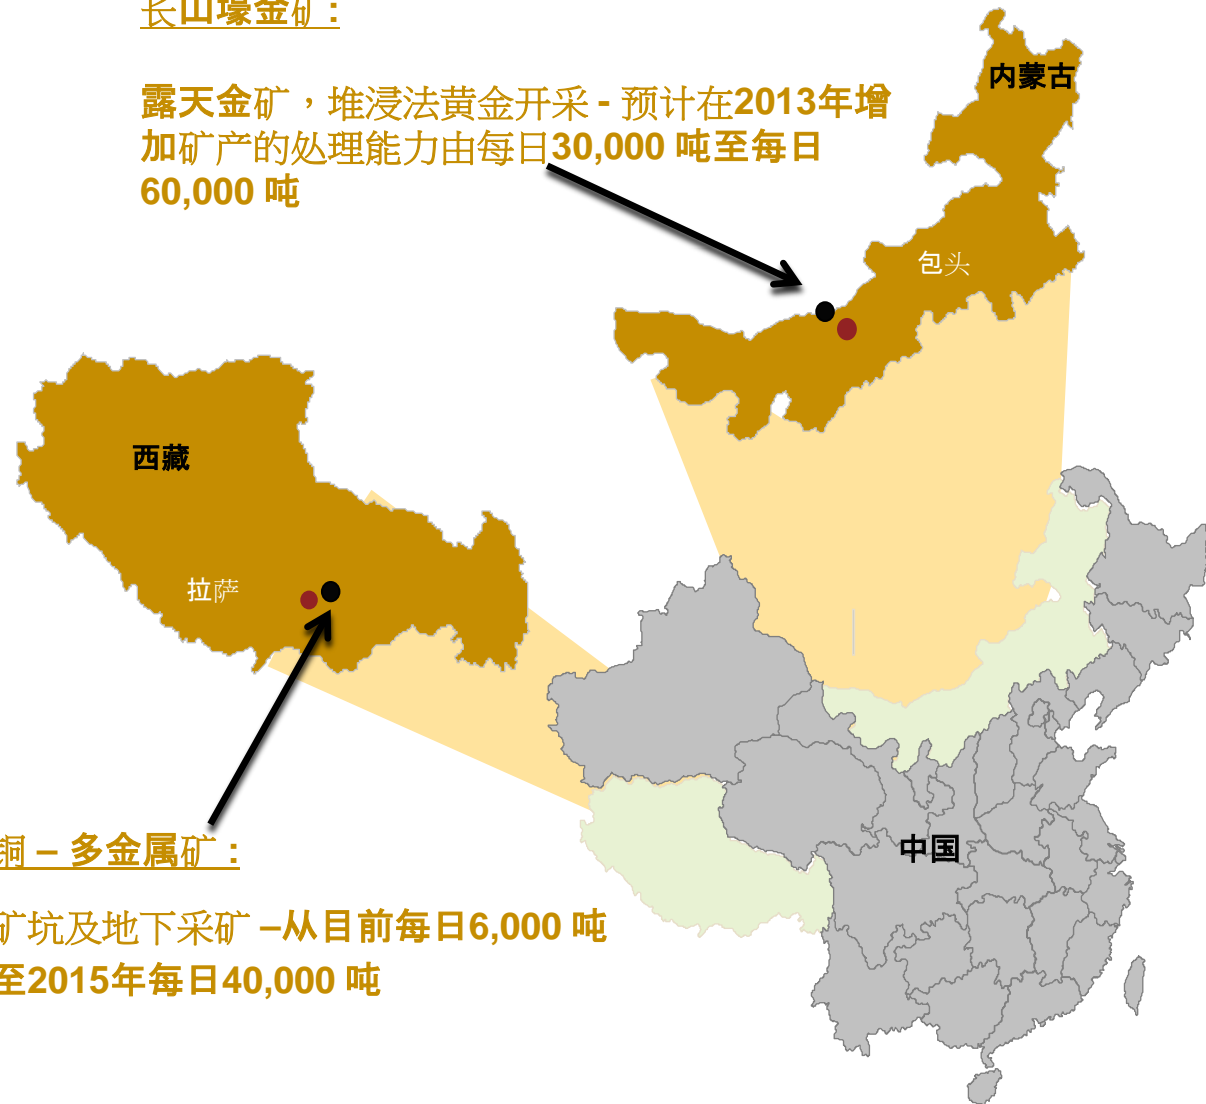 长山壕金矿：
露天金矿，堆浸法黄金开采 - 预计在2013年增
加矿产的处理能力由每日30,000 吨至每日
60,000 吨
内蒙古
包头
西藏
拉萨
中国
铜 – 多金属矿：
矿坑及地下采矿 –从目前每日6,000 吨
至2015年每日40,000 吨